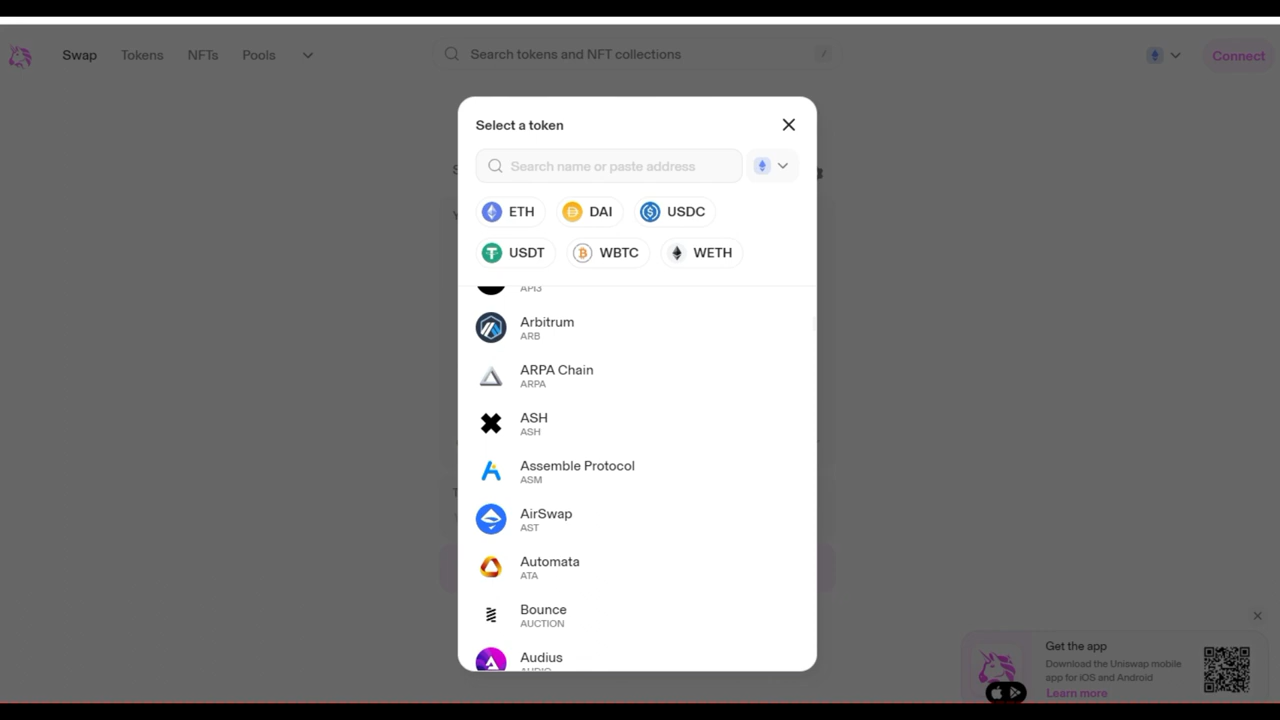 Swap Tokens NFTs Pools Search tokens and NFT collections / Connect
Select a token
Search name or paste address
ETH DAI USDC
USDT WBTC WETH
API3
Arbitrum
ARB
ARPA Chain
ARPA
ASH
ASH
Assemble Protocol
ASM
AirSwap
AST
Automata
ATA
Bounce
AUCTION
Audius
AUDIO
Get the app
Download the Uniswap mobile
app for iOS and Android
Learn more